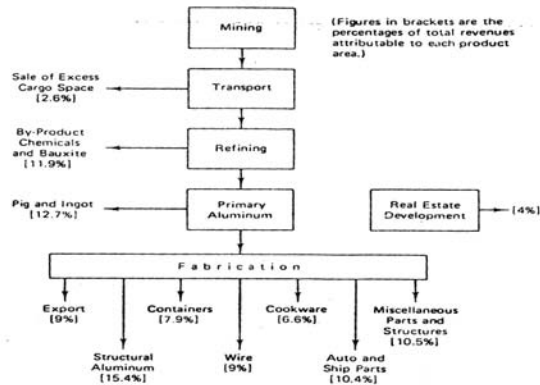 Mining
(Figures in brackets are the
percentages of total revenues
attributable to each product
area.)
Sale of Excess
Cargo Space
[2.6%]
Transport
By-Product
Chemicals
and Bauxite
[11.9%]
Refining
Pig and Ingot
[12.7%]
Primary
Aluminum
Real Estate
Development
[4%]
Fabrication
Export
[9%]
Containers
[7.9%]
Cookware
[6.6%]
Miscellaneous
Parts and
Structures
[10.5%]
Structural
Aluminum
[15.4%]
Wire
[9%]
Auto and
Ship Parts
[10.4%]